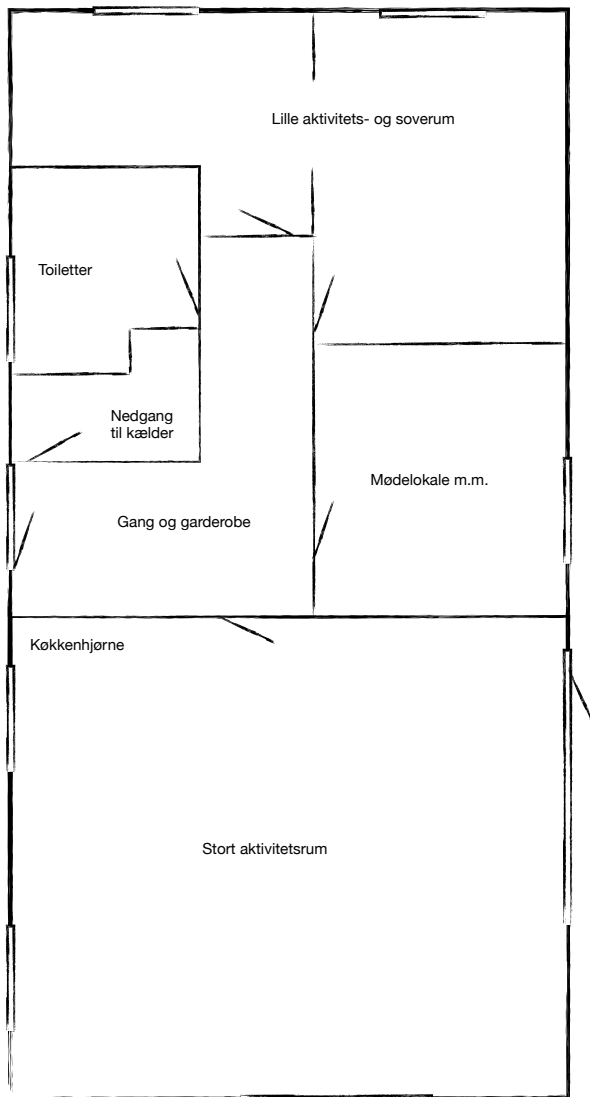 Lille aktivitets- og soverum
Toiletter
Nedgang
til kælder
Mødelokale m.m.
Gang og garderobe
Køkkenhjørne
Stort aktivitetsrum